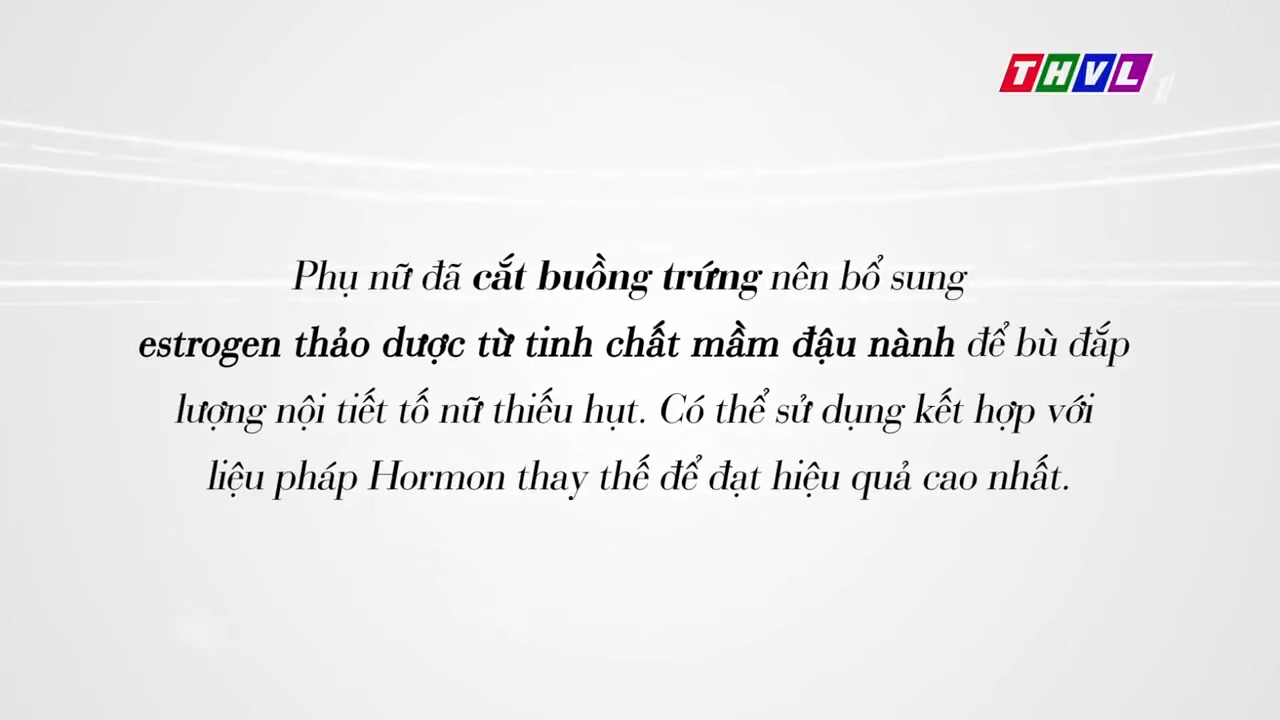 THVL 1
Phụ nữ đã cắt buồng trứng nên bổ sung
estrogen thảo dược từ tinh chất mầm đậu nành để bù đắp
lượng nội tiết tố nữ thiếu hụt. Có thể sử dụng kết hợp với
liệu pháp Hormon thay thế để đạt hiệu quả cao nhất.